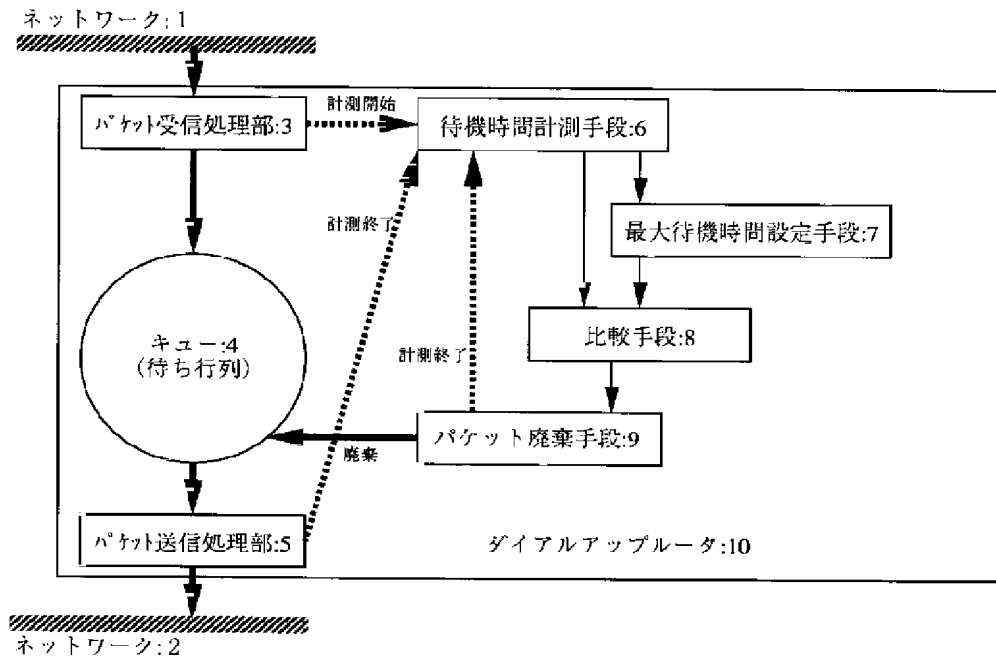 ネットワーク:1
パケット受信処理部:3
計測開始
待機時間計測手段:6
計測終了
最大待機時間設定手段:7
キュー:4
(待ち行列)
比較手段:8
計測終了
パケット廃棄手段:9
廃棄
パケット送信処理部:5
ダイアルアップルータ:10
ネットワーク:2